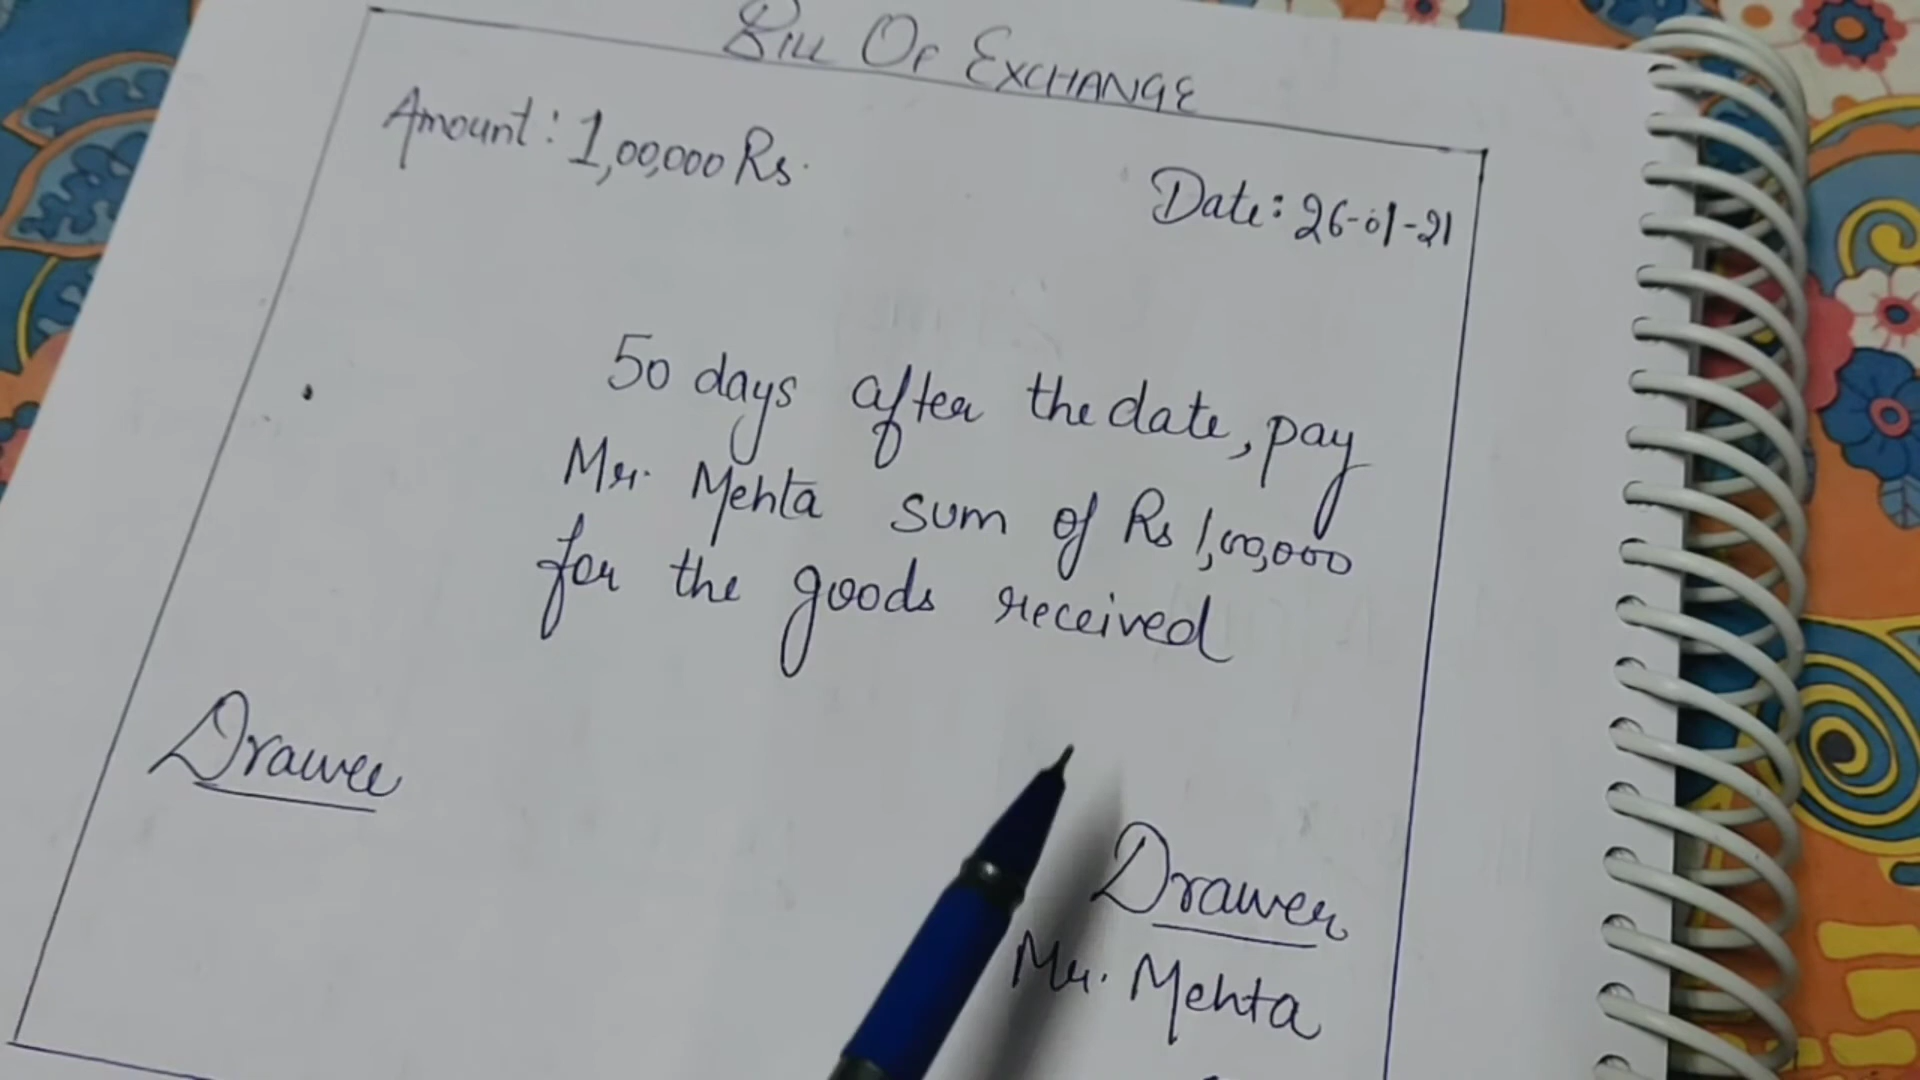 Bill Of Exchange
Amount: 1,00,000 Rs.
Date: 26-01-21
50 days after the date, pay
Mr. Mehta sum of Rs 1,00,000
for the goods received
Drawee
Drawer
Mr. Mehta